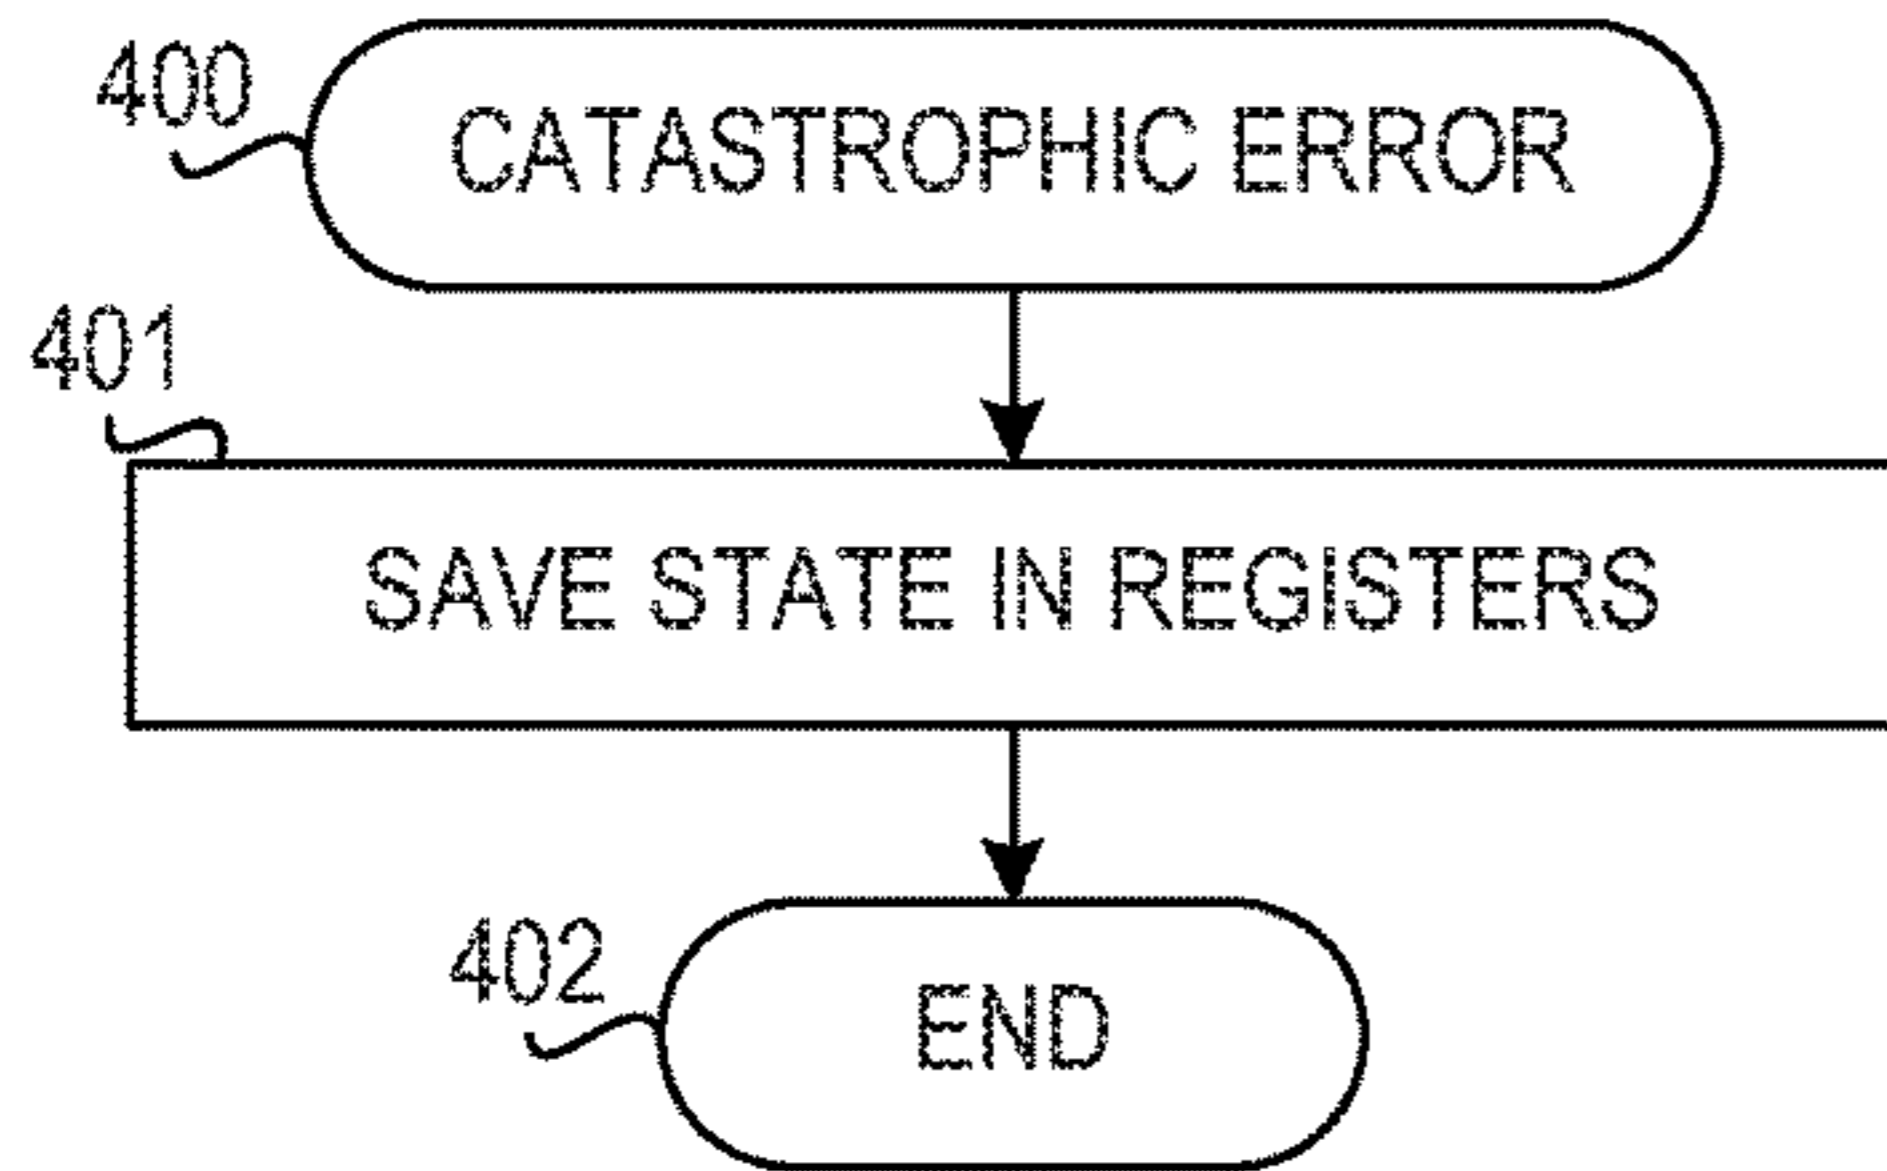 400
CATASTROPHIC ERROR
401
SAVE STATE IN REGISTERS
402
END